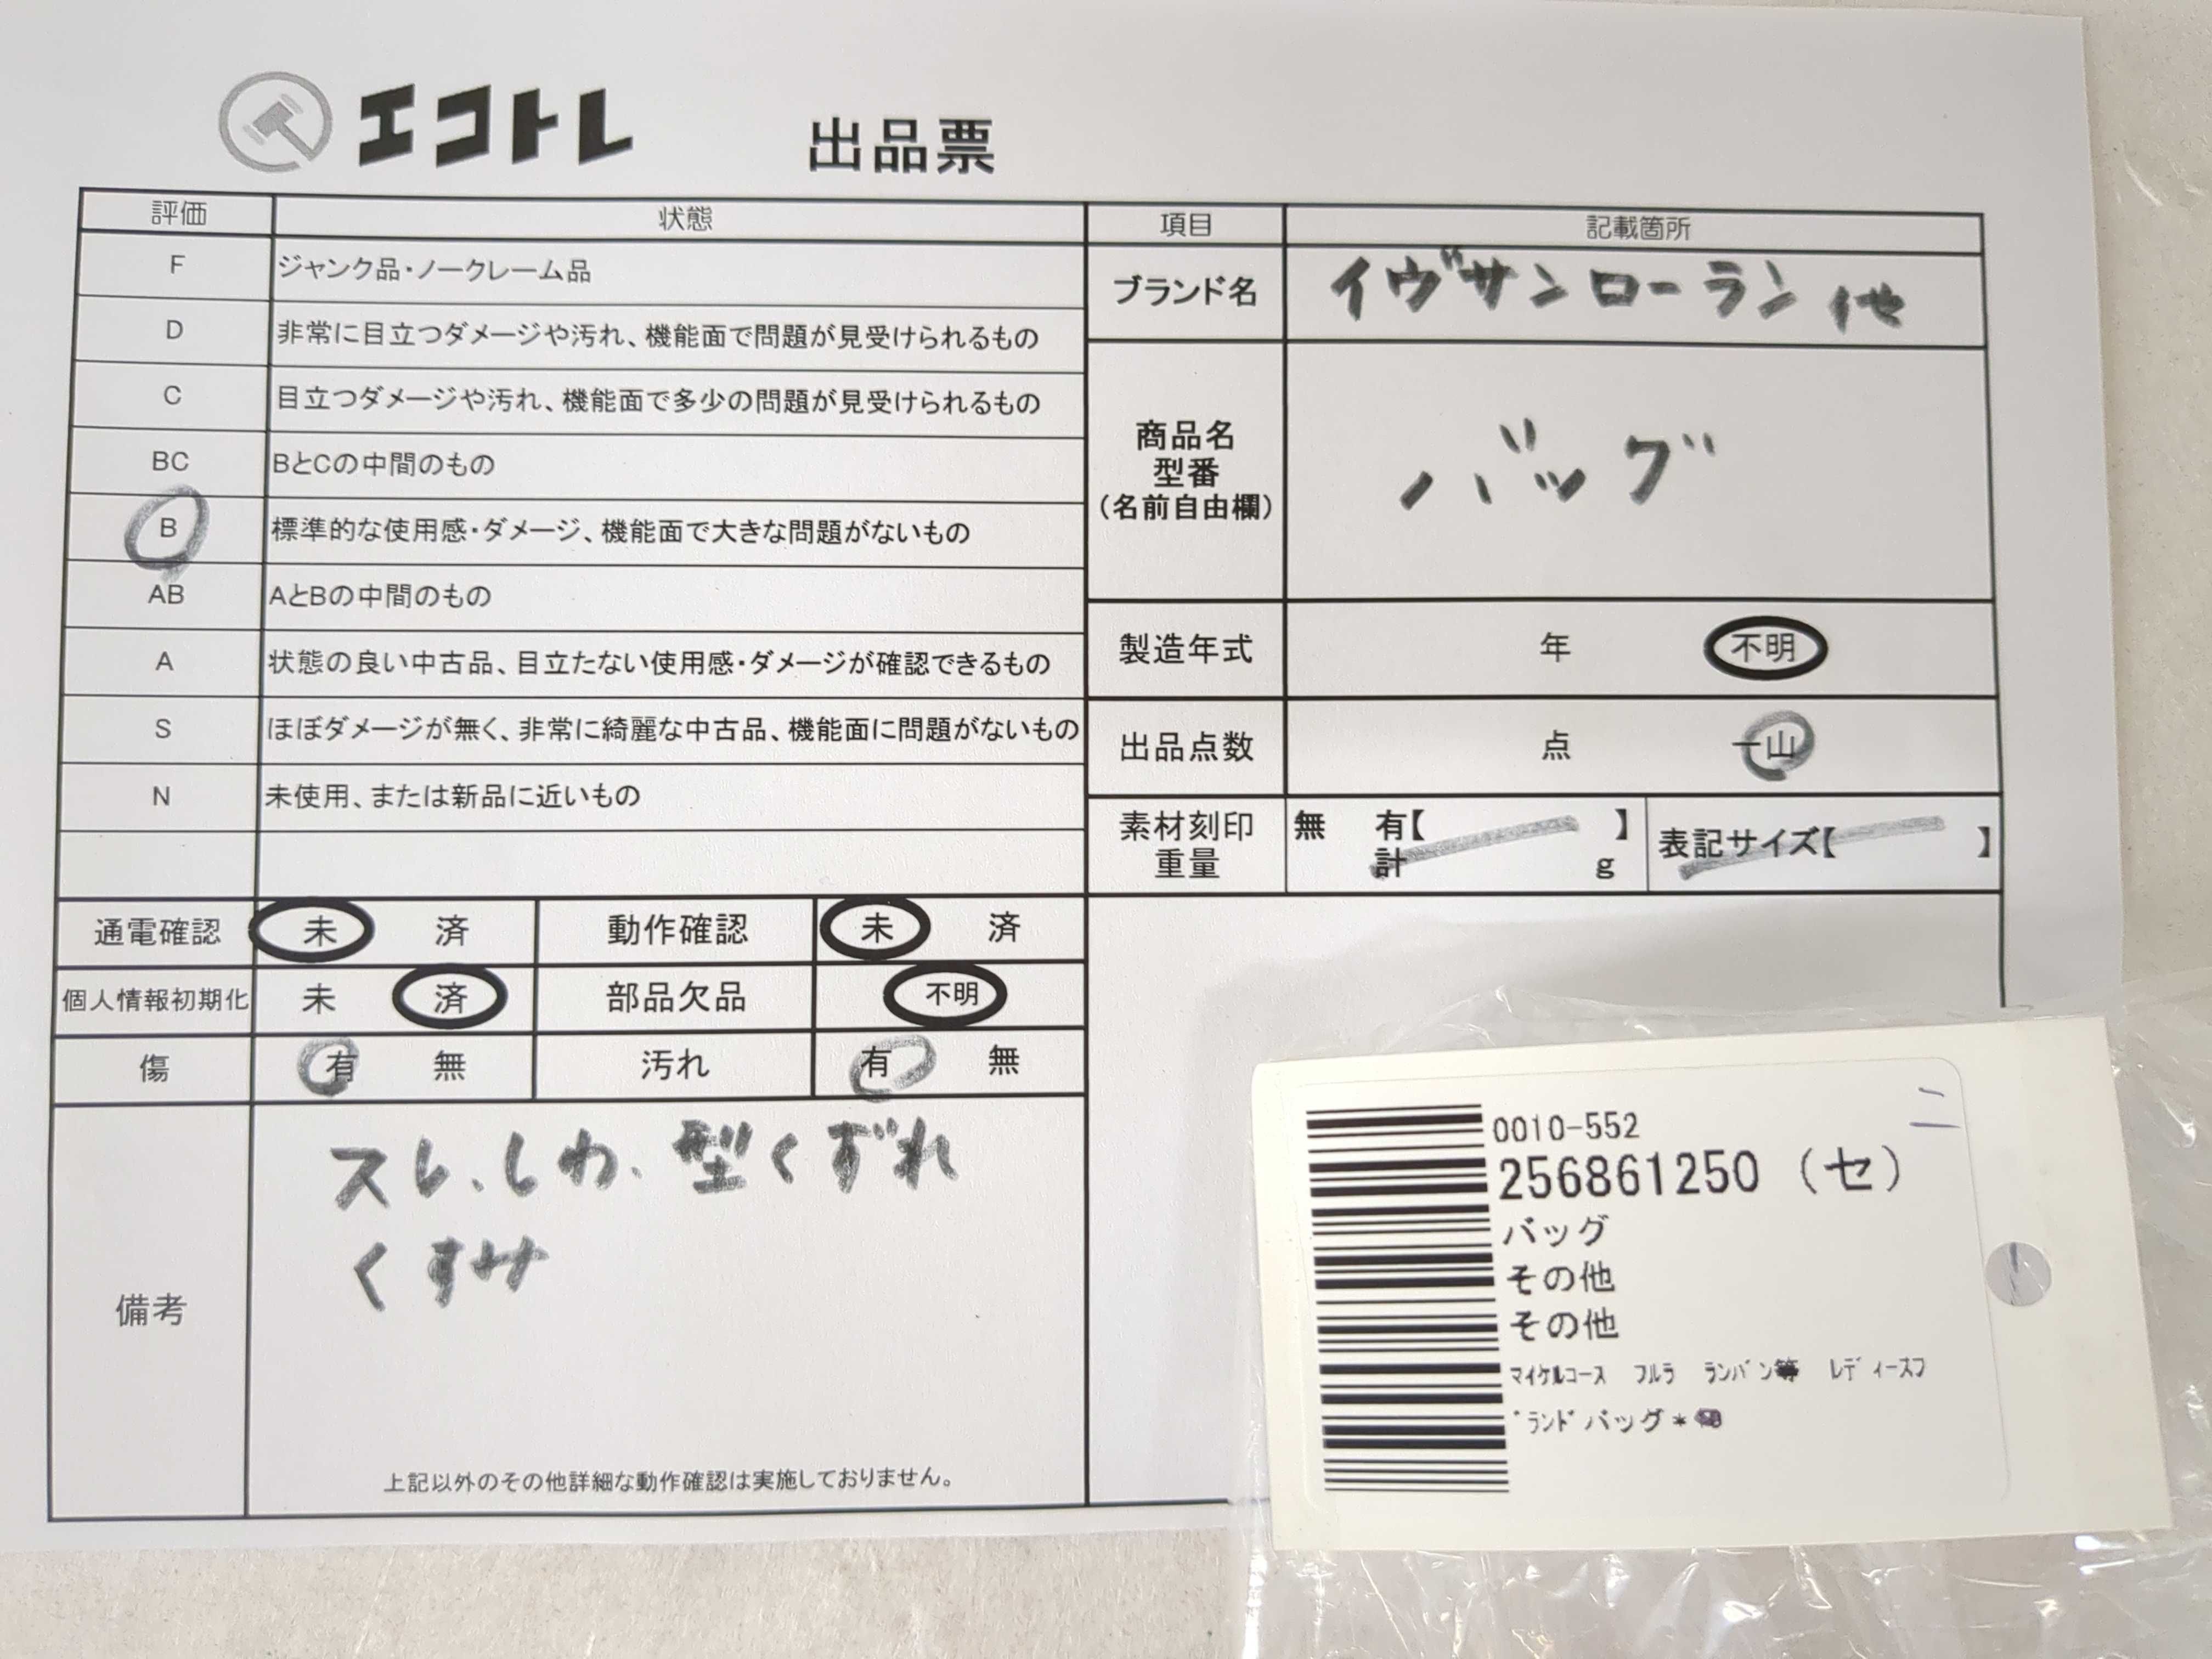 エコトレ 出品票
評価 状態
F ジャンク品・ノークレーム品
D 非常に目立つダメージや汚れ、機能面で問題が見受けられるもの
C 目立つダメージや汚れ、機能面で多少の問題が見受けられるもの
BC BとCの中間のもの
B 標準的な使用感・ダメージ、機能面で大きな問題がないもの
AB AとBの中間のもの
A 状態の良い中古品、目立たない使用感・ダメージが確認できるもの
S ほぼダメージが無く、非常に綺麗な中古品、機能面に問題がないもの
N 未使用、または新品に近いもの
項目 記載箇所
ブランド名 イヴサンローラン 他
商品名
型番
(名前自由欄)
バッグ
製造年式 年 不明
出品点数 点 一山
素材刻印 無 有【 】
重量 計 g
表記サイズ【 】
通電確認 未 済 動作確認 未 済
個人情報初期化 未 済 部品欠品 不明
傷 有 無 汚れ 有 無
備考
スレ、しわ、型くずれ
くすみ
上記以外のその他詳細な動作確認は実施しておりません。
0010-552
256861250 (セ)
バッグ
その他
その他
マイケルコース フルラ ランバン等 レディースブ
ランドバッグ*